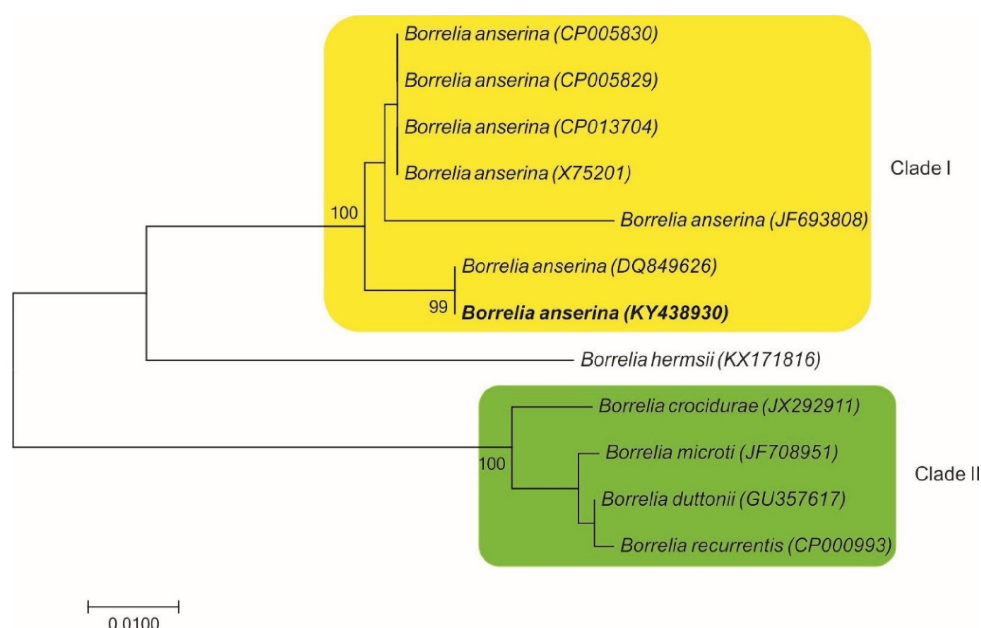 Borrelia anserina (CP005830)
Borrelia anserina (CP005829)
Borrelia anserina (CP013704)
Clade I
Borrelia anserina (X75201)
100
Borrelia anserina (JF693808)
Borrelia anserina (DQ849626)
99
Borrelia anserina (KY438930)
Borrelia hermsii (KX171816)
Borrelia crocidurae (JX292911)
Borrelia microti (JF708951)
100
Clade II
Borrelia duttonii (GU357617)
Borrelia recurrentis (CP000993)
0.0100